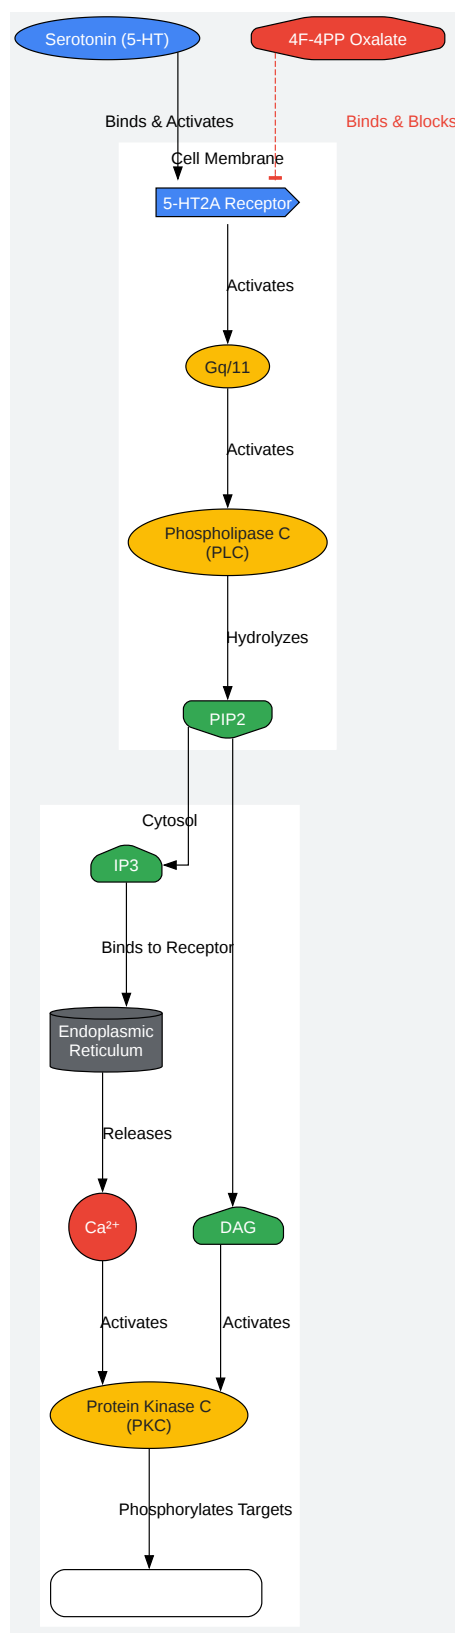 Serotonin (5-HT)
4F-4PP Oxalate
Binds & Activates
Binds & Blocks
Cell Membrane
5-HT2A Receptor
Activates
Gq/11
Activates
Phospholipase C
(PLC)
Hydrolyzes
PIP2
Cytosol
IP3
Binds to Receptor
Endoplasmic
Reticulum
Releases
Ca²⁺
DAG
Activates
Activates
Protein Kinase C
(PKC)
Phosphorylates Targets